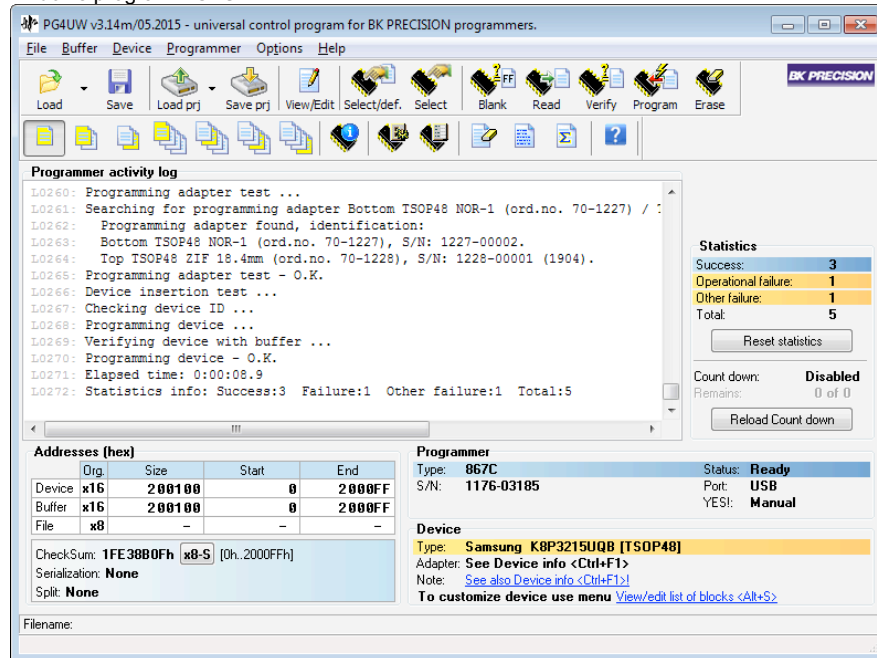 PG4UW v3.14m/05.2015 - universal control program for BK PRECISION programmers.
File Buffer Device Programmer Options Help
Load Save Load prj Save prj View/Edit Select/def. Select Blank Read Verify Program Erase
BK PRECISION
Programmer activity log
L0260: Programming adapter test ...
L0261: Searching for programming adapter Bottom TSOP48 NOR-1 (ord.no. 70-1227) /
L0262: Programming adapter found, identification:
L0263: Bottom TSOP48 NOR-1 (ord.no. 70-1227), S/N: 1227-00002.
L0264: Top TSOP48 ZIF 18.4mm (ord.no. 70-1228), S/N: 1228-00001 (1904).
L0265: Programming adapter test - O.K.
L0266: Device insertion test ...
L0267: Checking device ID ...
L0268: Programming device ...
L0269: Verifying device with buffer ...
L0270: Programming device - O.K.
L0271: Elapsed time: 0:00:08.9
L0272: Statistics info: Success:3 Failure:1 Other failure:1 Total:5
Statistics
Success: 3
Operational failure: 1
Other failure: 1
Total: 5
Reset statistics
Count down: Disabled
Remains: 0 of 0
Reload Count down
Addresses (hex)
Org. Size Start End
Device x16 200100 0 2000FF
Buffer x16 200100 0 2000FF
File x8 - - -
CheckSum: 1FE38B0Fh x8-S [0h..2000FFh]
Serialization: None
Split: None
Programmer
Type: 867C Status: Ready
S/N: 1176-03185 Port: USB
YES!: Manual
Device
Type: Samsung K8P3215UQB [TSOP48]
Adapter: See Device info <Ctrl+F1>
Note: See also Device info <Ctrl+F1>!
To customize device use menu View/edit list of blocks <Alt+S>
Filename: